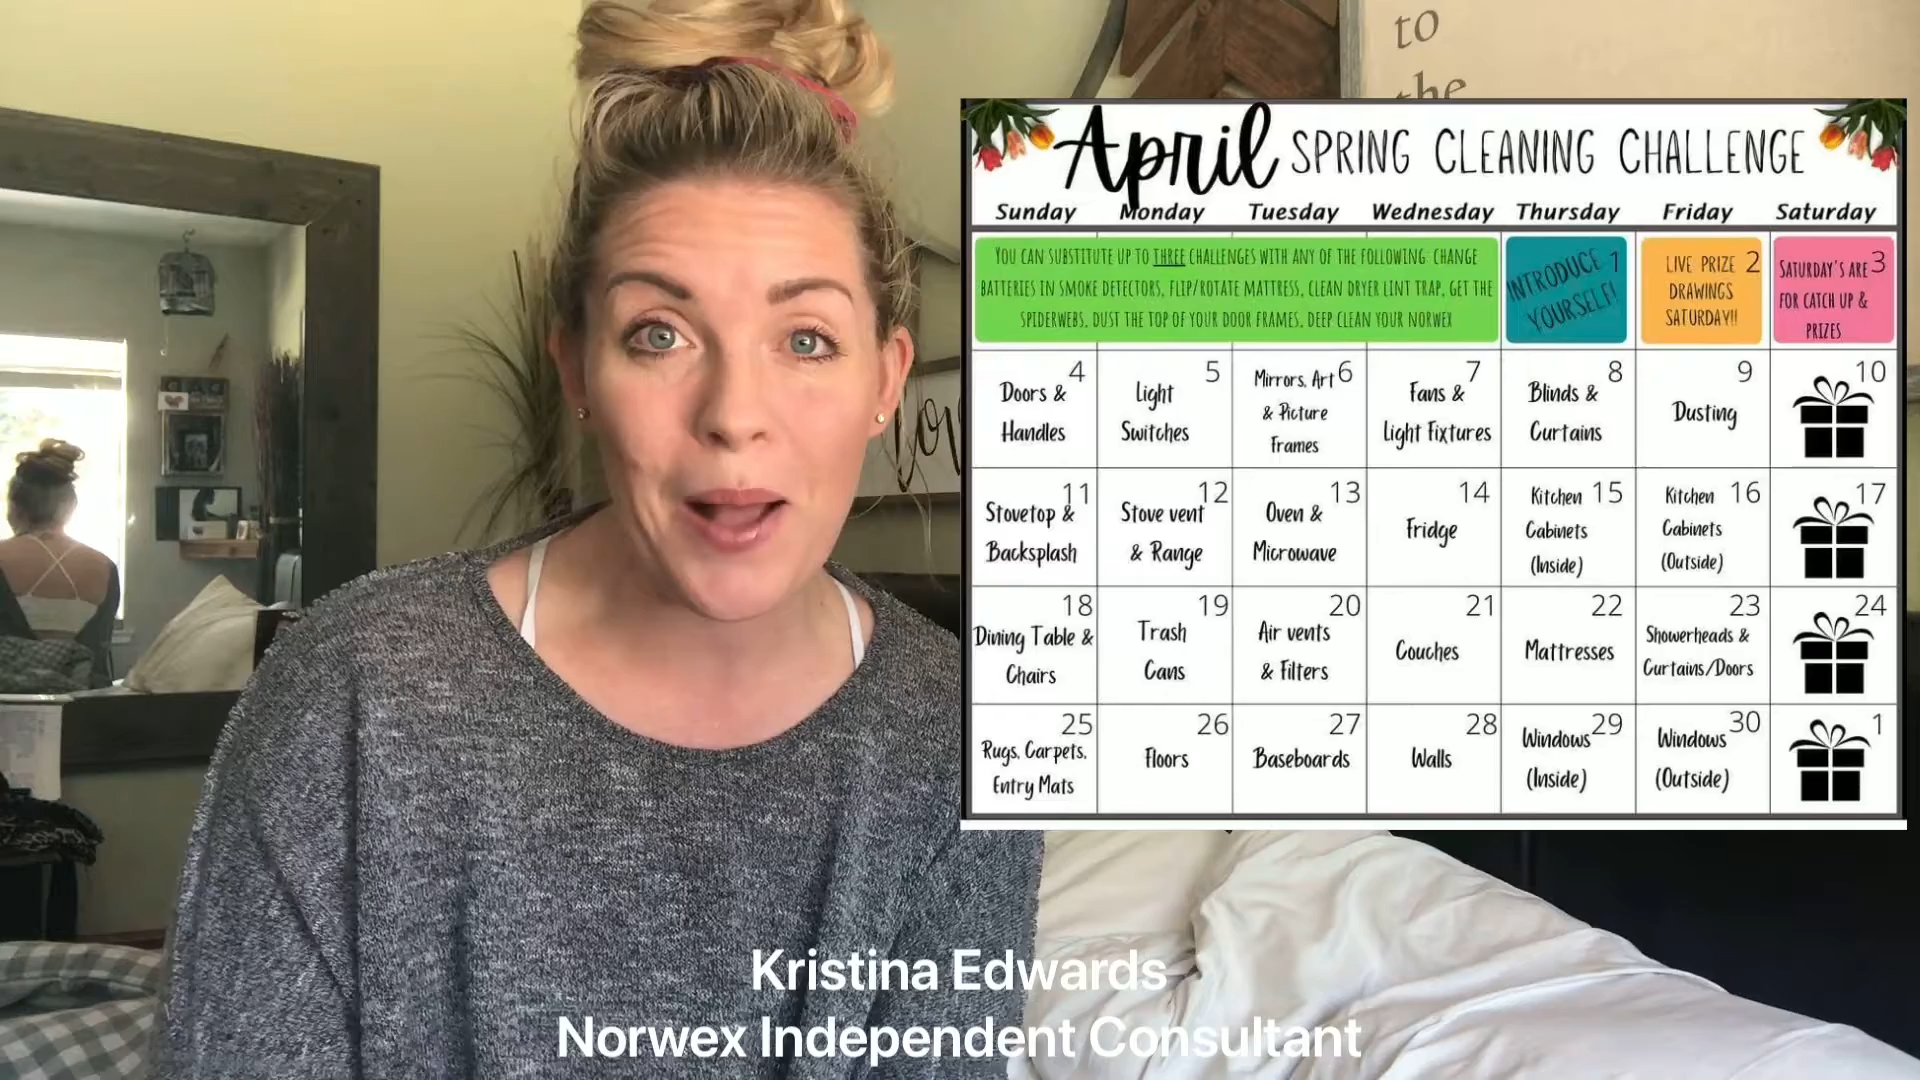 to
the
April SPRING CLEANING CHALLENGE
Sunday Monday Tuesday Wednesday Thursday Friday Saturday
YOU CAN SUBSTITUTE UP TO THREE CHALLENGES WITH ANY OF THE FOLLOWING: CHANGE
BATTERIES IN SMOKE DETECTORS, FLIP/ROTATE MATTRESS, CLEAN DRYER LINT TRAP, GET THE
SPIDERWEBS, DUST THE TOP OF YOUR DOOR FRAMES, DEEP CLEAN YOUR NORWEX
INTRODUCE 1
YOURSELF!
LIVE PRIZE 2
DRAWINGS
SATURDAY!!
SATURDAY'S ARE 3
FOR CATCH UP &
PRIZES
4
Doors &
Handles
5
Light
Switches
Mirrors, Art 6
& Picture
Frames
7
Fans &
Light Fixtures
8
Blinds &
Curtains
9
Dusting
10
11
Stovetop &
Backsplash
12
Stove vent
& Range
13
Oven &
Microwave
14
Fridge
Kitchen 15
Cabinets
(Inside)
Kitchen 16
Cabinets
(Outside)
17
18
Dining Table &
Chairs
19
Trash
Cans
20
Air vents
& Filters
21
Couches
22
Mattresses
23
Showerheads &
Curtains/Doors
24
25
Rugs, Carpets,
Entry Mats
26
Floors
27
Baseboards
28
Walls
29
Windows
(Inside)
30
Windows
(Outside)
1
Kristina Edwards
Norwex Independent Consultant